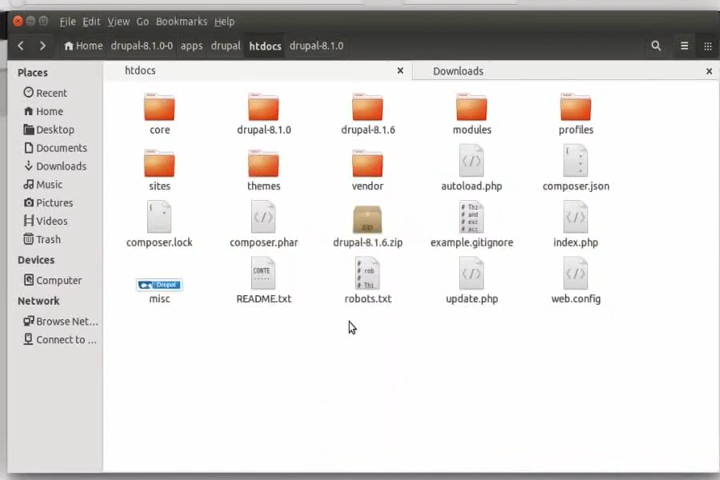 File Edit View Go Bookmarks Help
Home drupal-8.1.0-0 apps drupal htdocs drupal-8.1.0
Places
Recent
Home
Desktop
Documents
Downloads
Music
Pictures
Videos
Trash
Devices
Computer
Network
Browse Net...
Connect to ...
htdocs Downloads
core drupal-8.1.0 drupal-8.1.6 modules profiles
sites themes vendor autoload.php composer.json
composer.lock composer.phar drupal-8.1.6.zip example.gitignore index.php
misc README.txt robots.txt update.php web.config